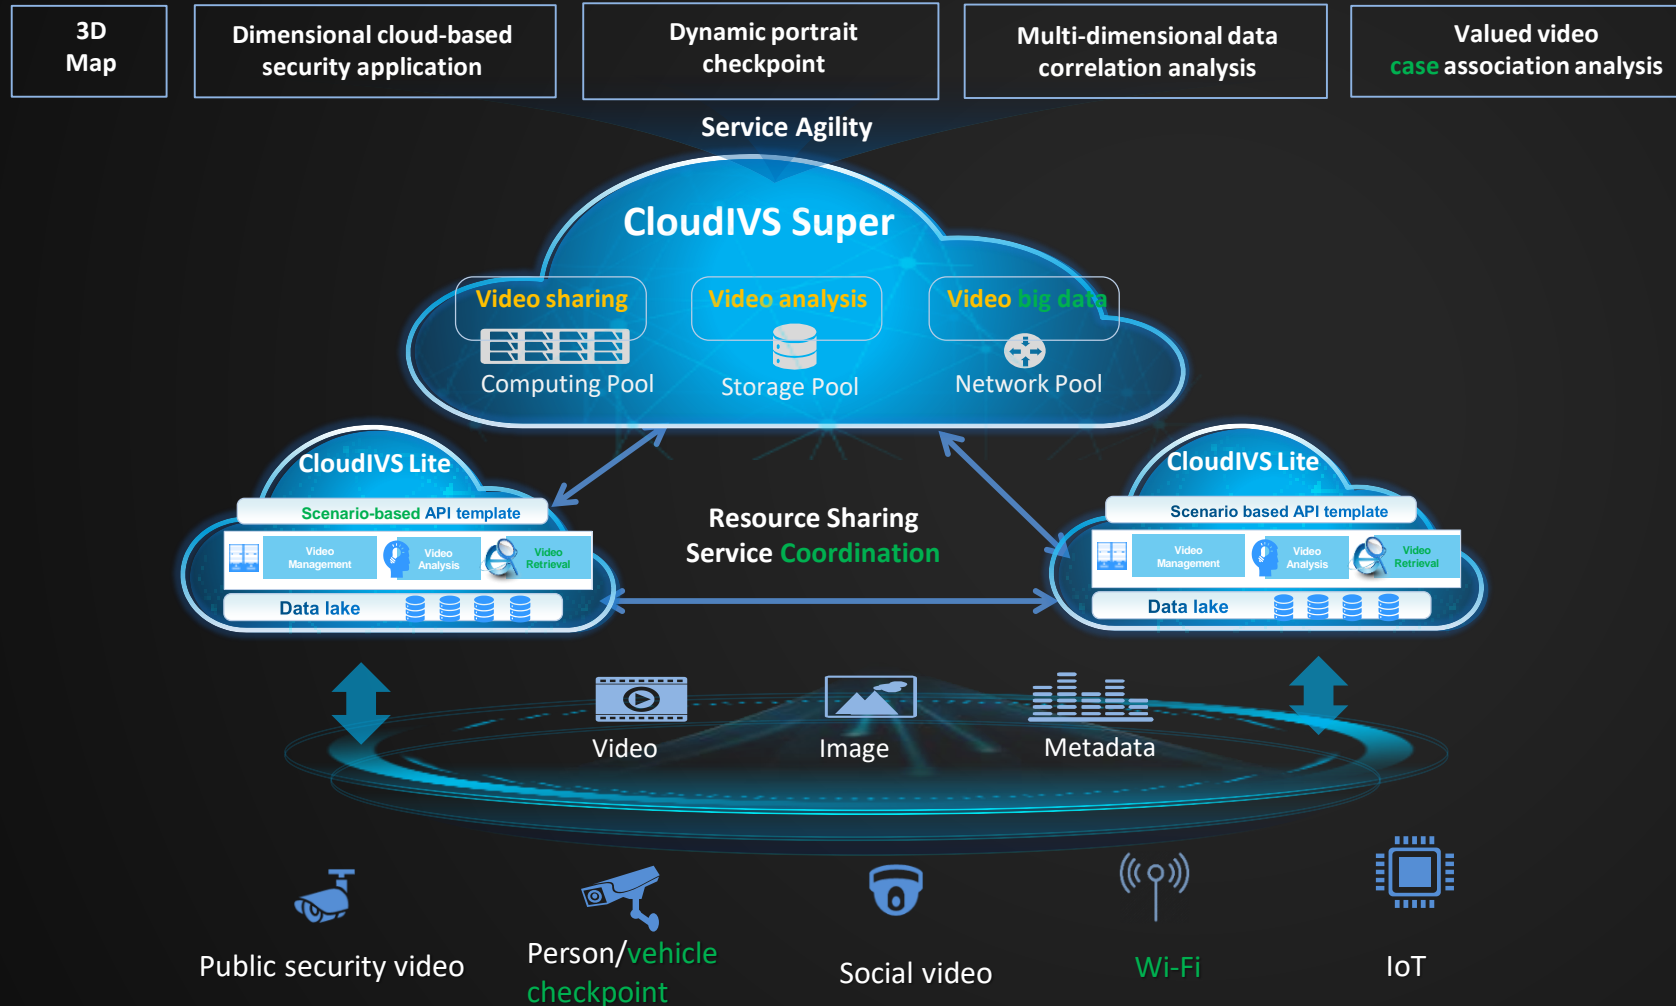 3D
Map
Dimensional cloud-based
security application
Dynamic portrait
checkpoint
Multi-dimensional data
correlation analysis
Valued video
case association analysis
Service Agility
CloudIVS Super
Video sharing
Video analysis
Video big data
Computing Pool
Storage Pool
Network Pool
CloudIVS Lite
Scenario-based API template
Video
Management
Video
Analysis
Video
Retrieval
Data lake
Resource Sharing
Service Coordination
CloudIVS Lite
Scenario based API template
Video
Management
Video
Analysis
Video
Retrieval
Data lake
Video
Image
Metadata
Public security video
Person/vehicle
checkpoint
Social video
Wi-Fi
IoT